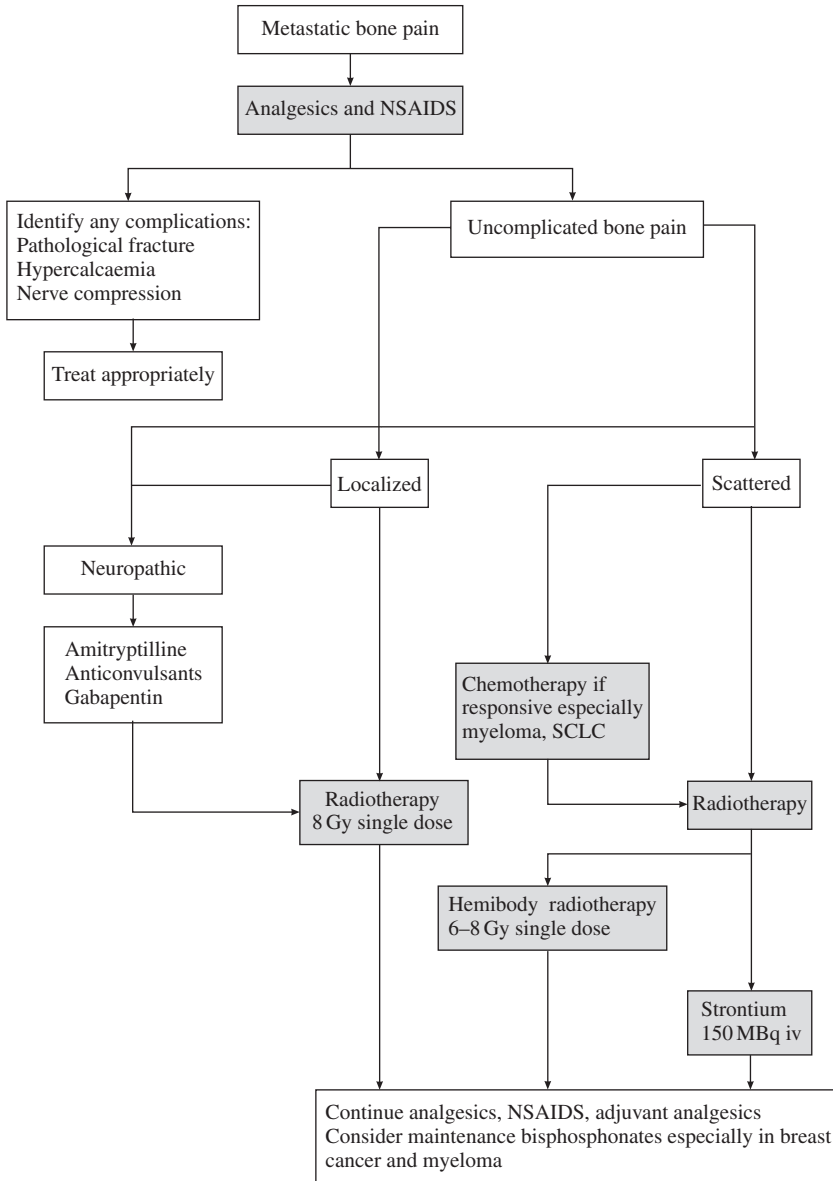 Metastatic bone pain
Analgesics and NSAIDS
Identify any complications:
Pathological fracture
Hypercalcaemia
Nerve compression
Uncomplicated bone pain
Treat appropriately
Localized
Scattered
Neuropathic
Amitryptilline
Anticonvulsants
Gabapentin
Chemotherapy if
responsive especially
myeloma, SCLC
Radiotherapy
8 Gy single dose
Radiotherapy
Hemibody radiotherapy
6–8 Gy single dose
Strontium
150 MBq iv
Continue analgesics, NSAIDS, adjuvant analgesics
Consider maintenance bisphosphonates especially in breast
cancer and myeloma